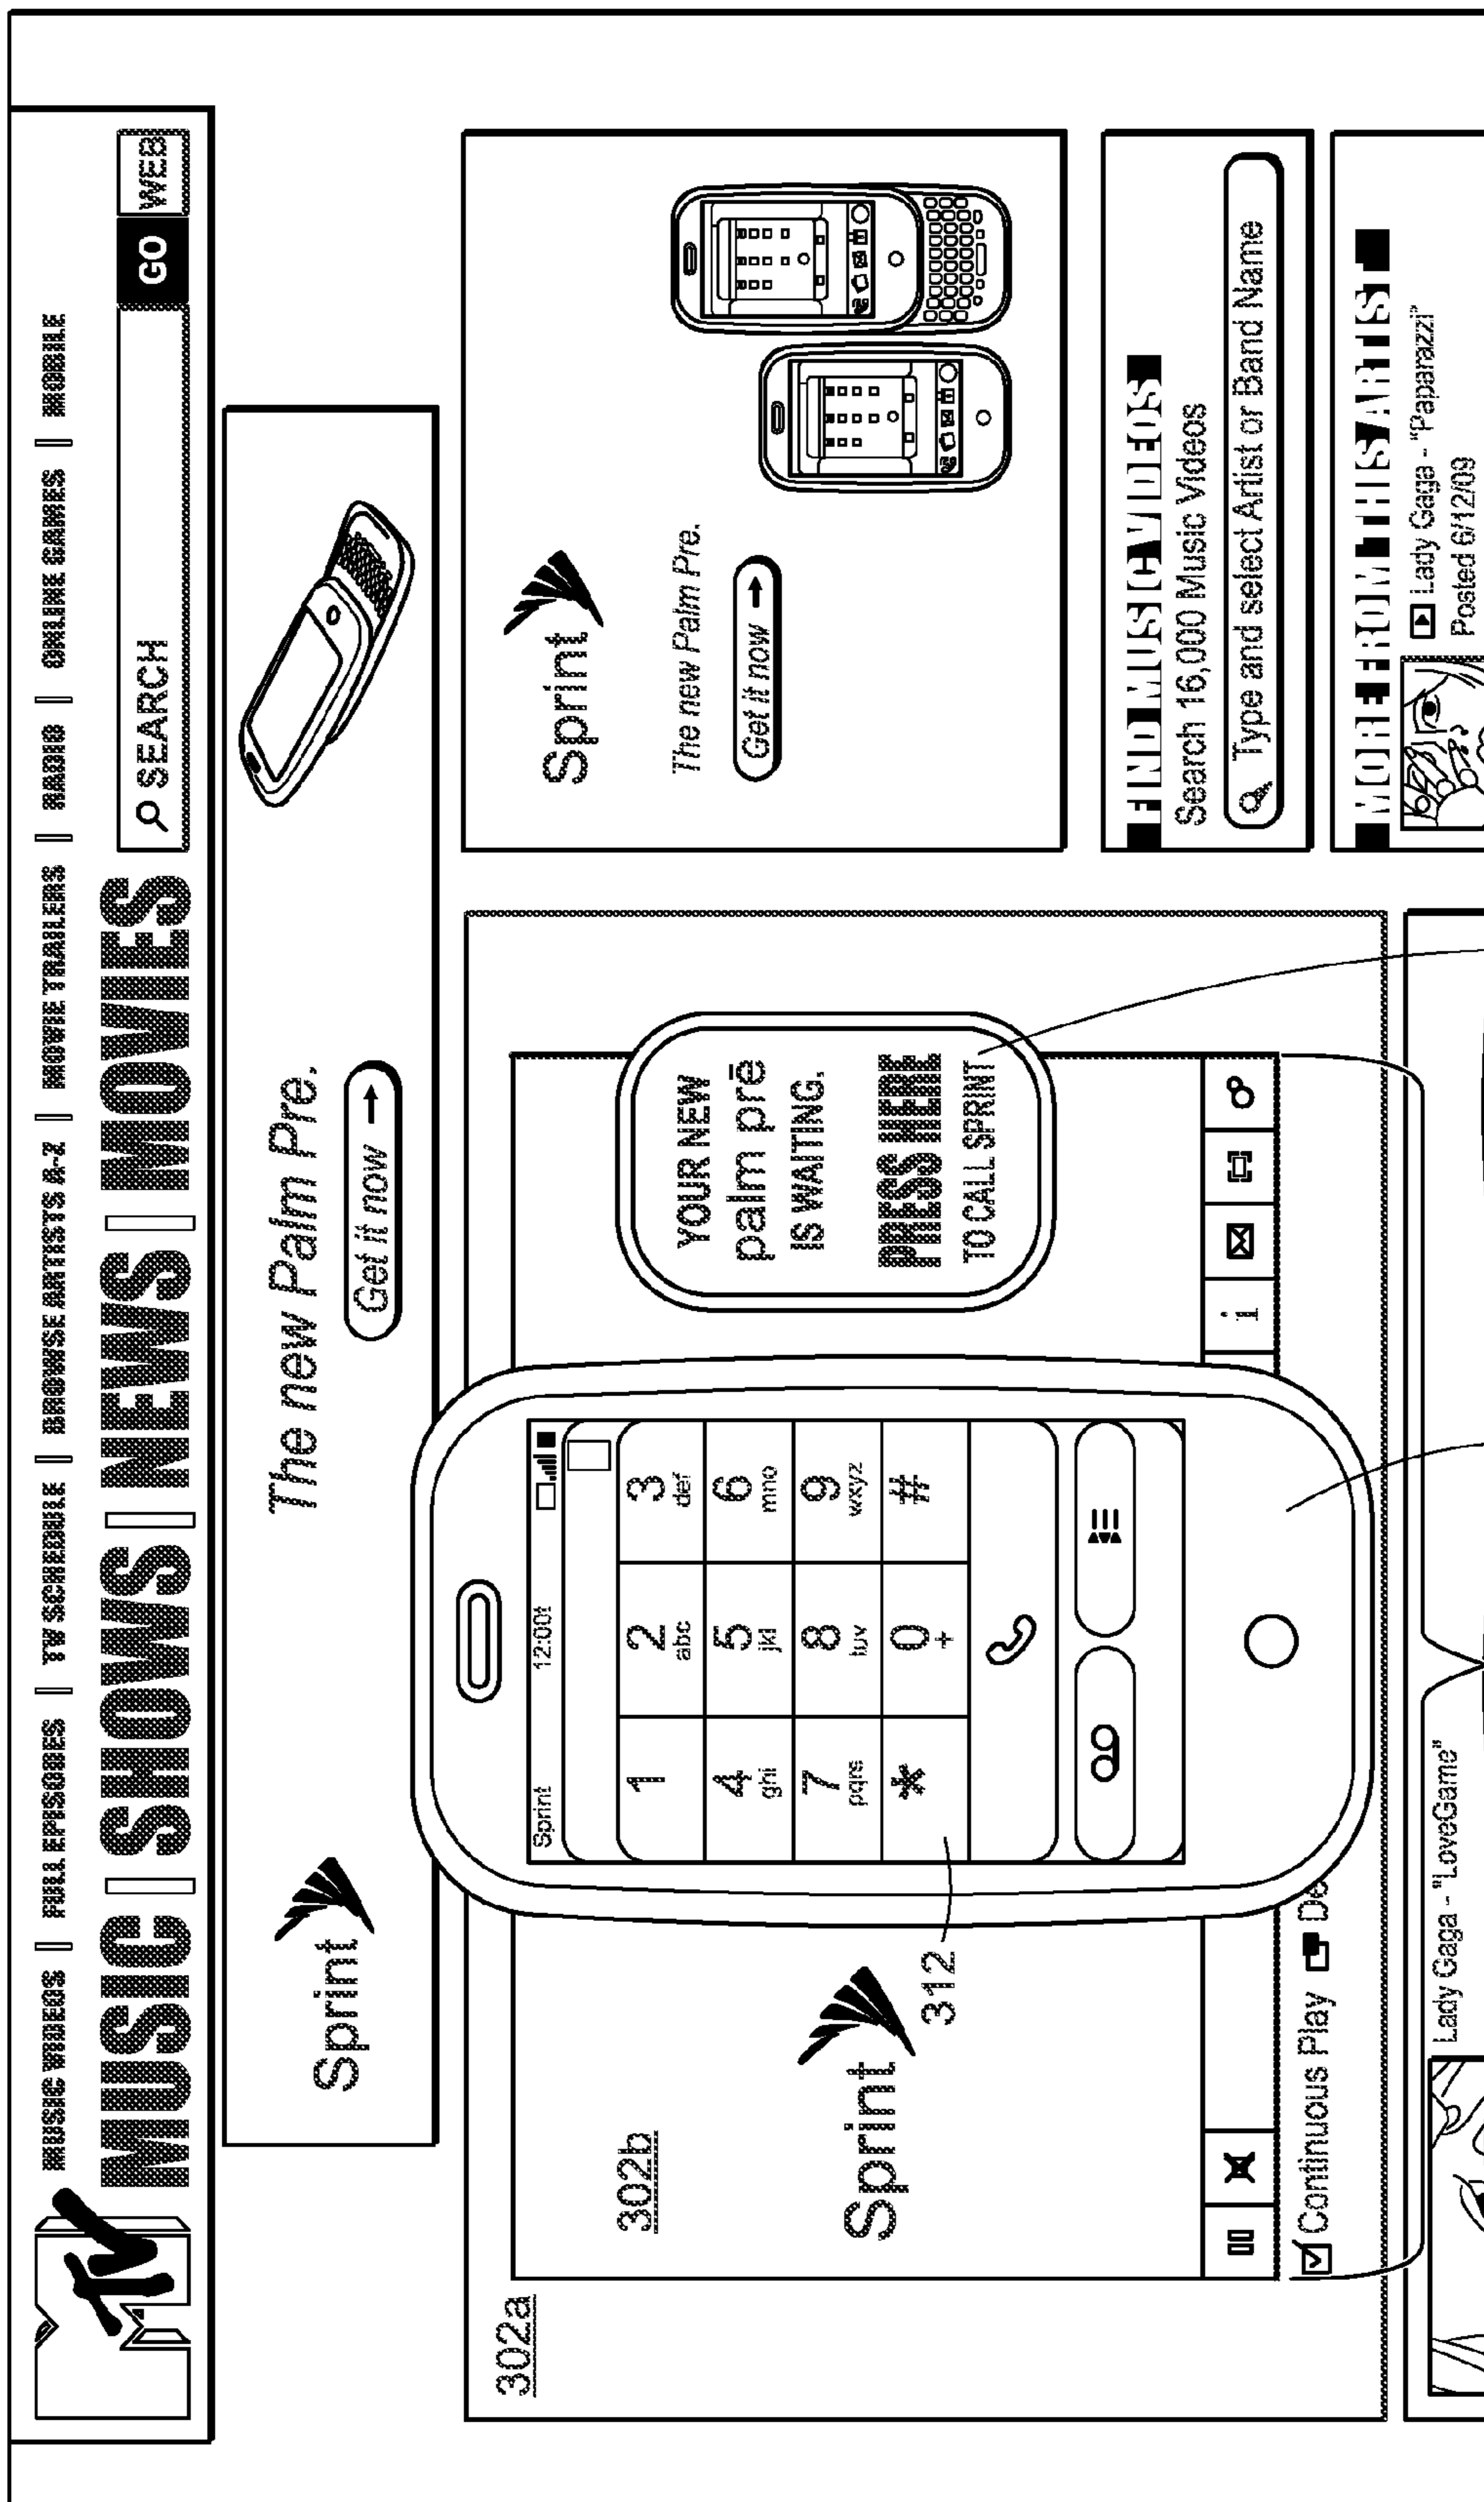 MTV
MUSIC VIDEOS | FULL EPISODES | TV SCHEDULE | BROWSE ARTISTS A-Z | MOVIE TRAILERS | RADIO | ONLINE GAMES | MOBILE
MUSIC | SHOWS | NEWS | MOVIES
SEARCH GO WEB
Sprint
The new Palm Pre.
Get it now
302a
302b
Sprint
312
Sprint 12:00t
1 2 abc 3 def
4 ghi 5 jkl 6 mno
7 pqrs 8 tuv 9 wxyz
* 0 + #
YOUR NEW
palm prē
IS WAITING.
PRESS HERE
TO CALL SPRINT
i
Continuous Play De
Lady Gaga - "LoveGame"
Sprint
The new Palm Pre.
Get it now
FIND MUSIC VIDEOS
Search 16,000 Music Videos
Type and select Artist or Band Name
MORE FROM THIS ARTIST
Lady Gage - "Paparazzi"
Posted 6/12/09